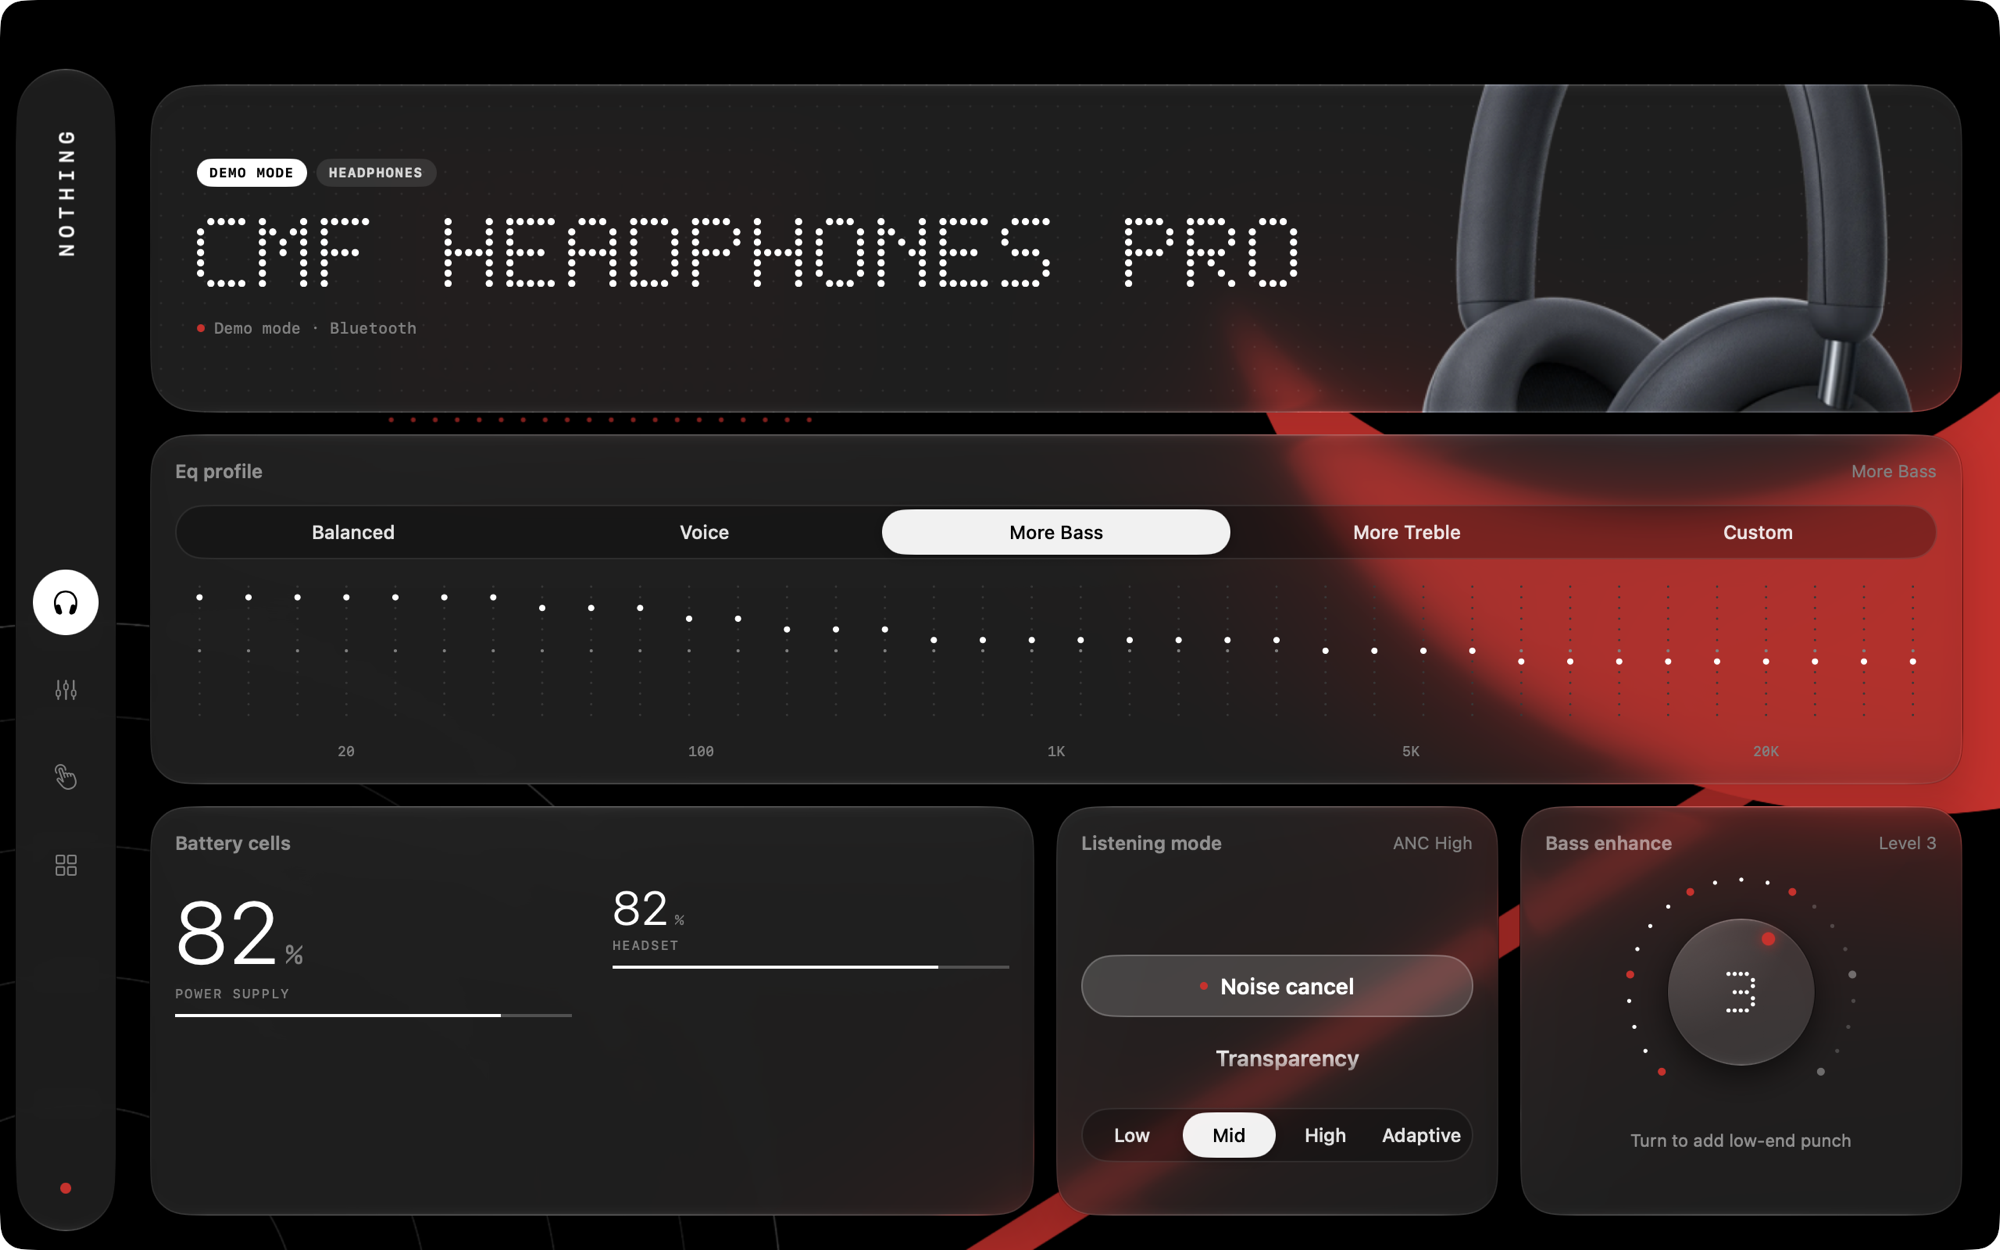 NOTHING
DEMO MODE HEADPHONES
CMF HEADPHONES PRO
Demo mode · Bluetooth
Eq profile More Bass
Balanced Voice More Bass More Treble Custom
20 100 1K 5K 20K
Battery cells
82 %
POWER SUPPLY
82 %
HEADSET
Listening mode ANC High
Noise cancel
Transparency
Low Mid High Adaptive
Bass enhance Level 3
3
Turn to add low-end punch